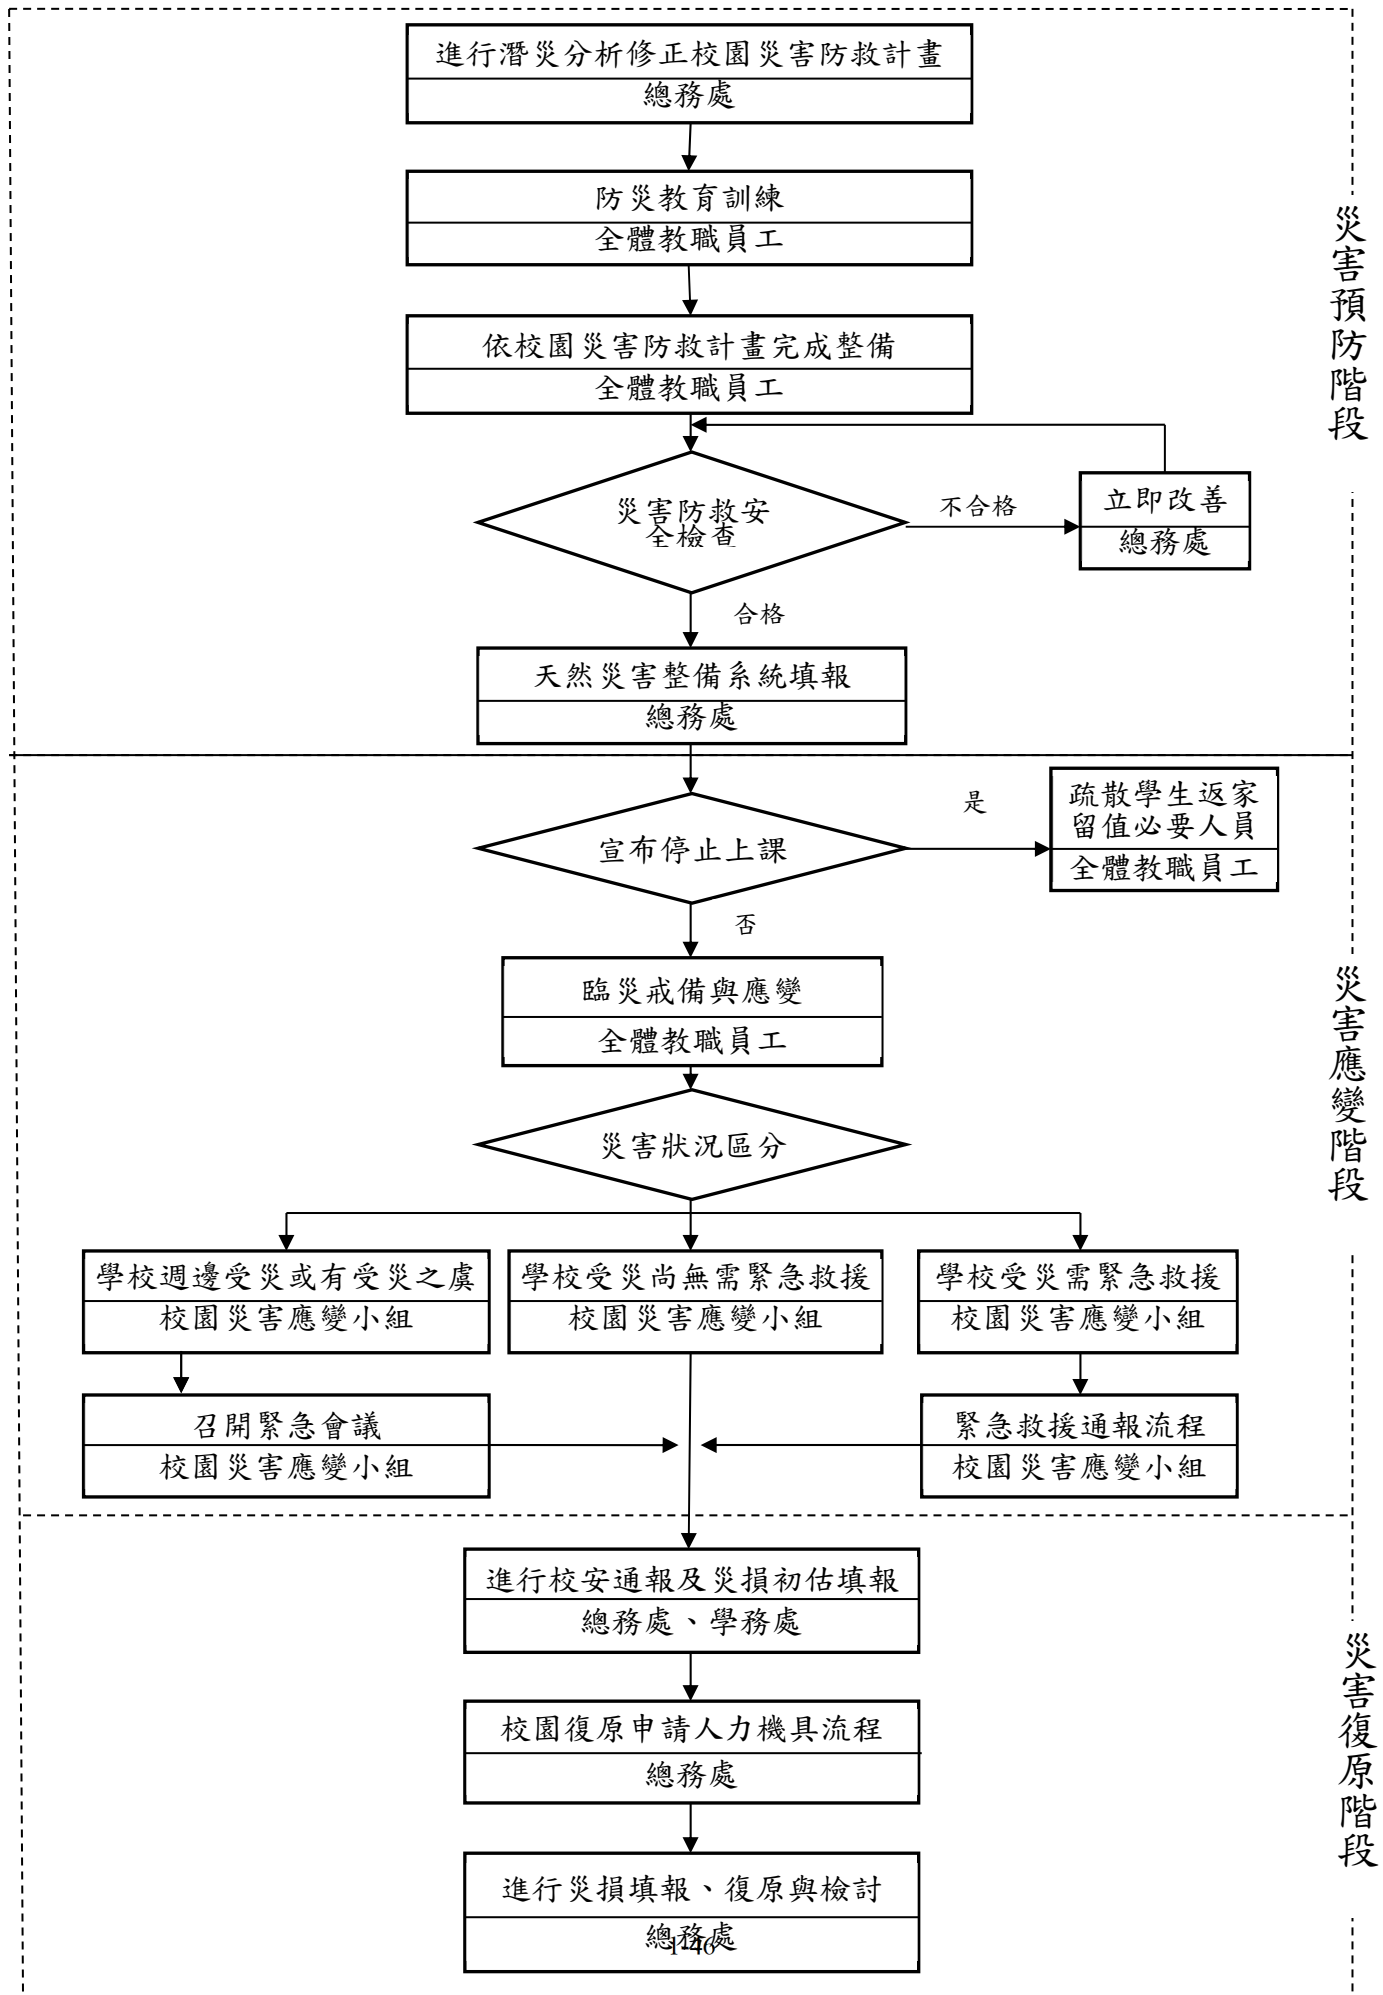 進行潛災分析修正校園災害防救計畫
總務處
防災教育訓練
全體教職員工
災害預防階段
依校園災害防救計畫完成整備
全體教職員工
災害防救安
全檢查
不合格
立即改善
總務處
合格
天然災害整備系統填報
總務處
宣布停止上課
是
疏散學生返家
留值必要人員
全體教職員工
否
臨災戒備與應變
全體教職員工
災害應變階段
災害狀況區分
學校週邊受災或有受災之虞
校園災害應變小組
學校受災尚無需緊急救援
校園災害應變小組
學校受災需緊急救援
校園災害應變小組
召開緊急會議
校園災害應變小組
緊急救援通報流程
校園災害應變小組
進行校安通報及災損初估填報
總務處、學務處
災害復原階段
校園復原申請人力機具流程
總務處
進行災損填報、復原與檢討
總務處
1-46